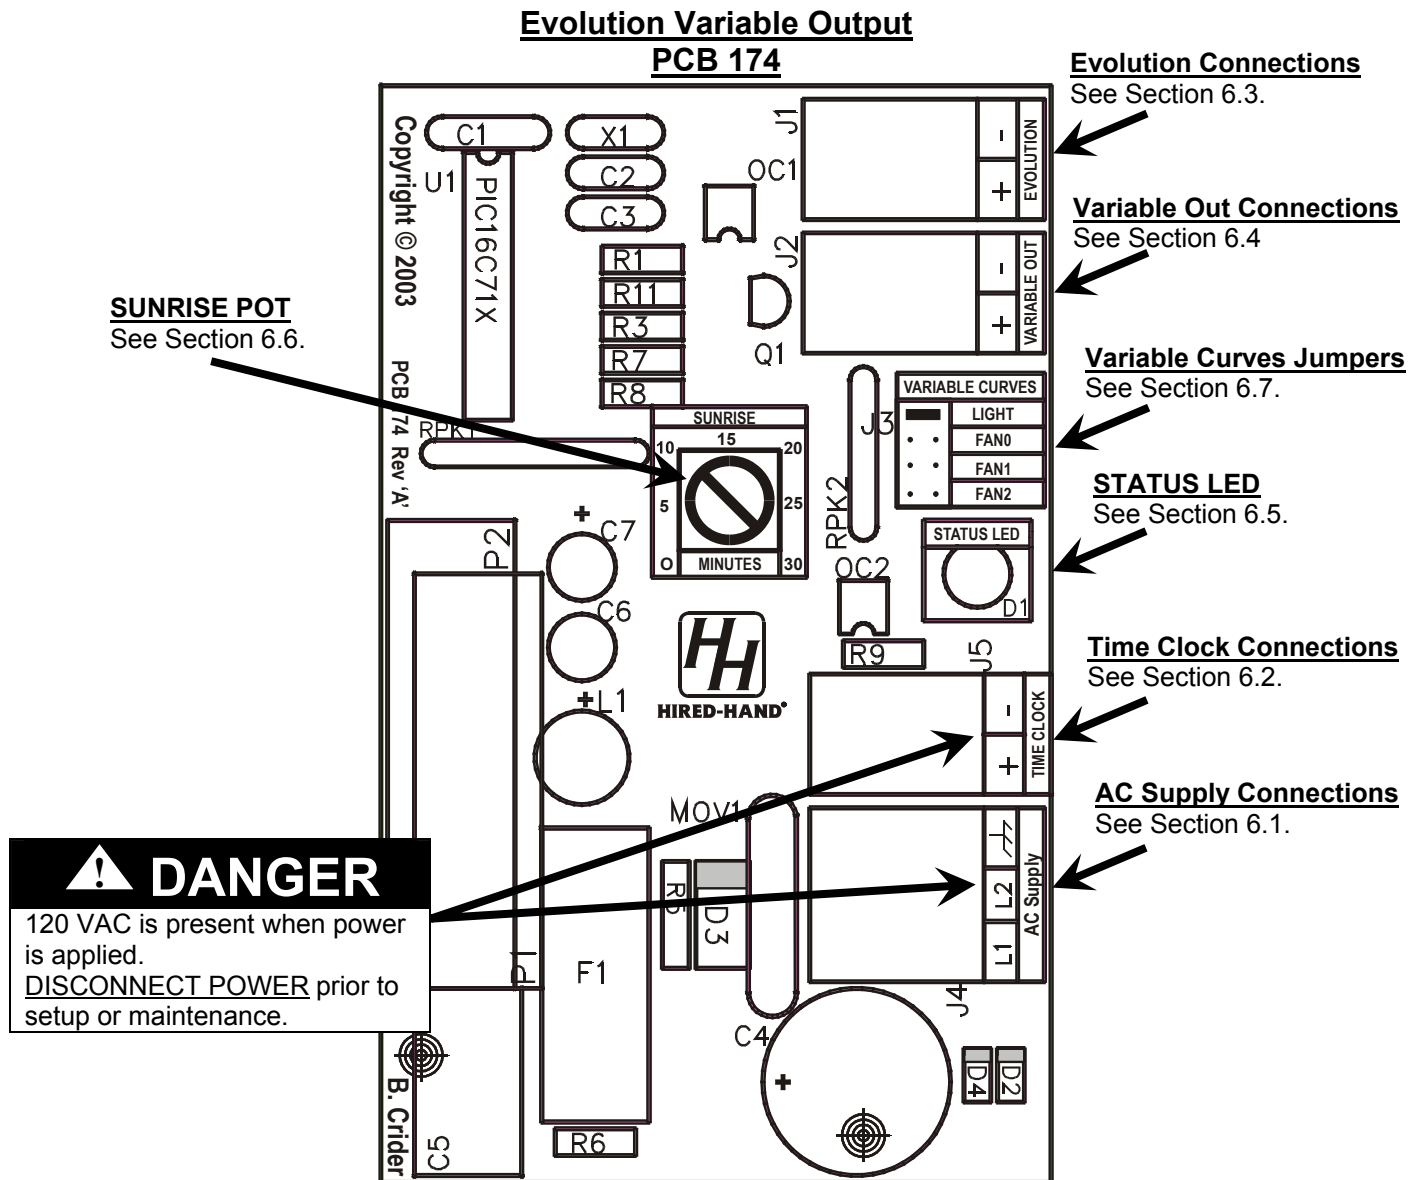 Evolution Variable Output
PCB 174
Evolution Connections
See Section 6.3.
Variable Out Connections
See Section 6.4
Variable Curves Jumpers
See Section 6.7.
STATUS LED
See Section 6.5.
Time Clock Connections
See Section 6.2.
AC Supply Connections
See Section 6.1.
SUNRISE POT
See Section 6.6.
DANGER
120 VAC is present when power
is applied.
DISCONNECT POWER prior to
setup or maintenance.
Copyright © 2003
PCB 174 Rev 'A'
B. Crider
C1
U1
PIC16C71X
X1
C2
C3
OC1
J1
- +
EVOLUTION
J2
- +
VARIABLE OUT
Q1
R1
R11
R3
R7
R8
RPK1
SUNRISE
15
10 20
5 25
O MINUTES 30
J3
RPK2
VARIABLE CURVES
LIGHT
FAN0
FAN1
FAN2
STATUS LED
D1
OC2
R9
P2
+
C7
C6
+
L1
HH
HIRED-HAND®
J5
- +
TIME CLOCK
MOV1
L2
L1
AC Supply
J4
R5
D3
P1
F1
C4
+
D4
D2
R6
C5